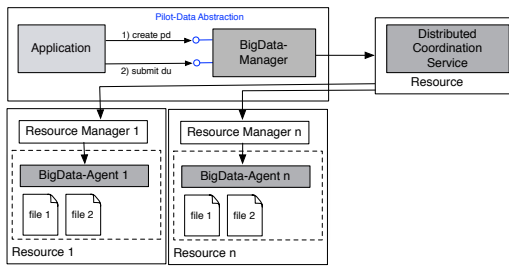 Pilot-Data Abstraction
Application
1) create pd
2) submit du
BigData-
Manager
Distributed
Coordination
Service
Resource
Resource Manager 1
BigData-Agent 1
file 1
file 2
Resource 1
Resource Manager n
BigData-Agent n
file 1
file 2
Resource n